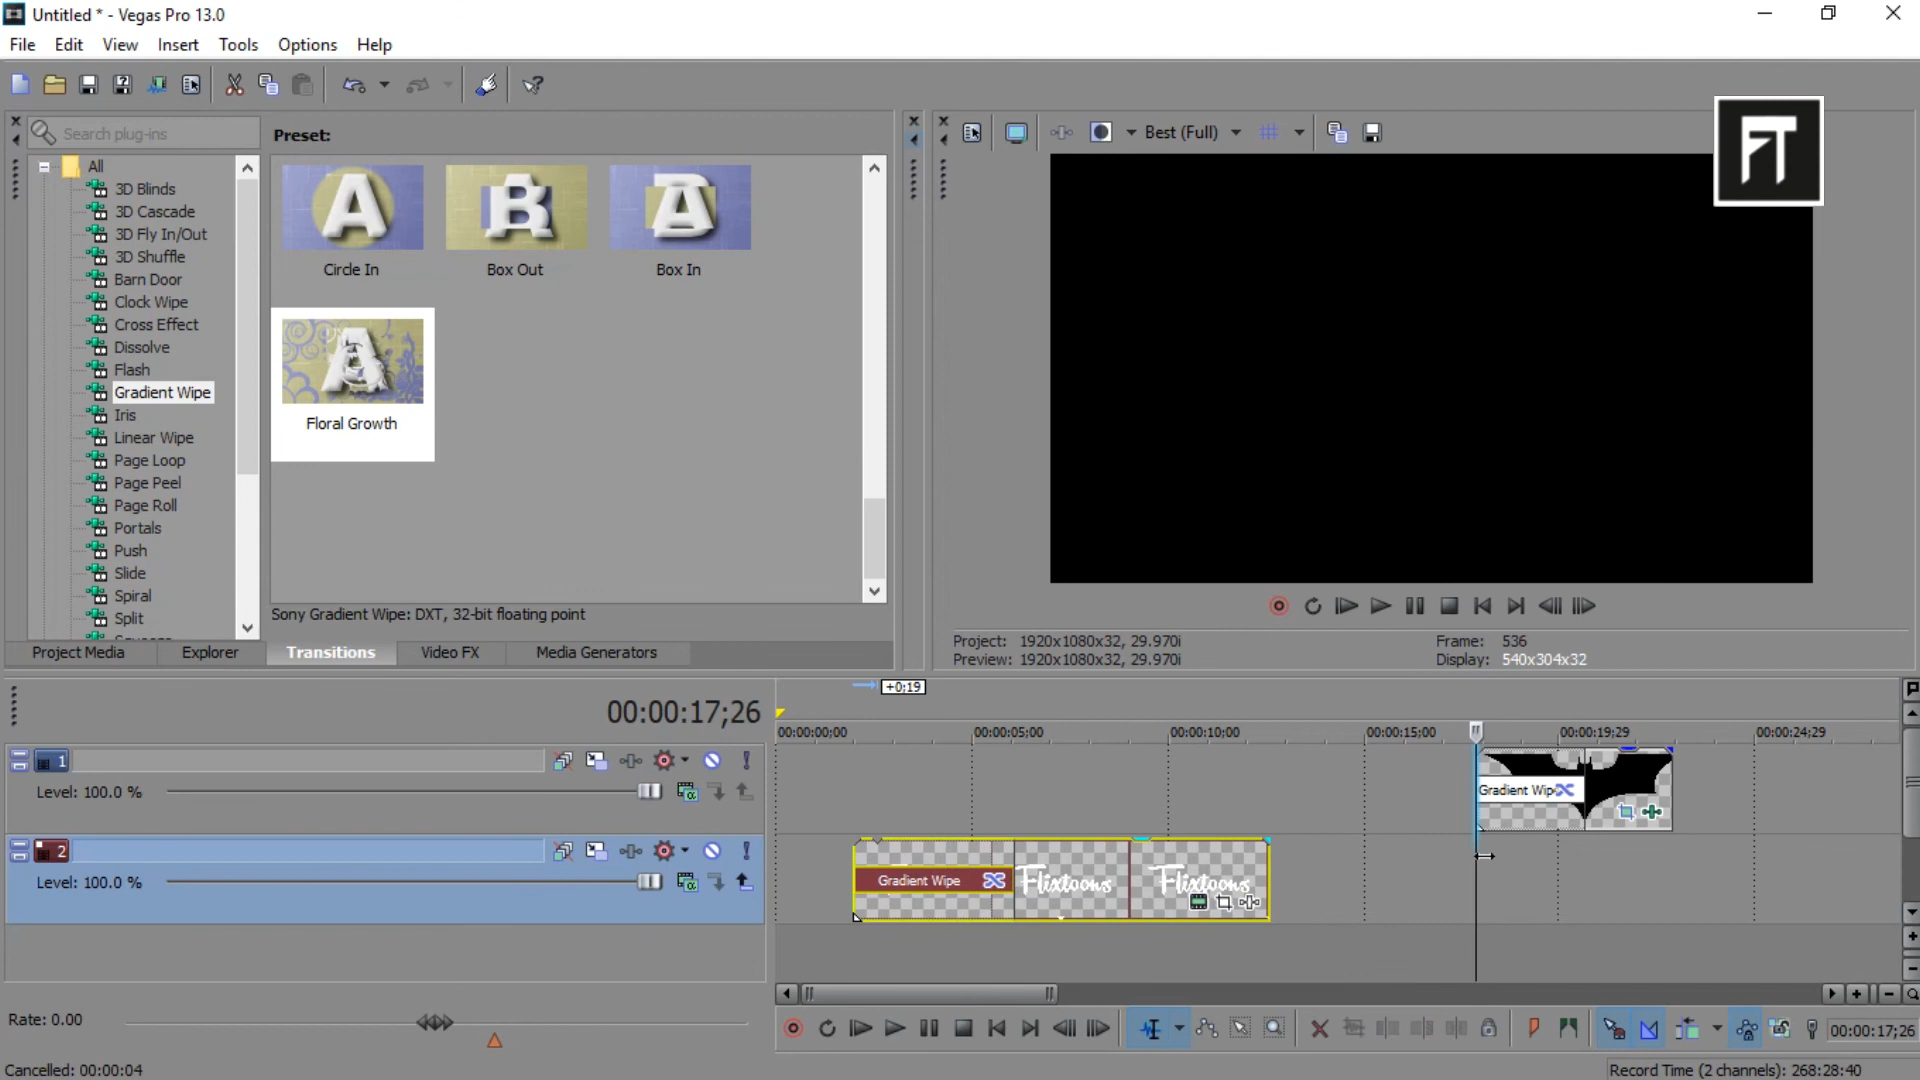 Untitled * - Vegas Pro 13.0
File Edit View Insert Tools Options Help
Search plug-ins
Preset:
Best (Full)
FT
All
3D Blinds
3D Cascade
3D Fly In/Out
3D Shuffle
Barn Door
Clock Wipe
Cross Effect
Dissolve
Flash
Gradient Wipe
Iris
Linear Wipe
Page Loop
Page Peel
Page Roll
Portals
Push
Slide
Spiral
Split
Circle In
Box Out
Box In
Floral Growth
Sony Gradient Wipe: DXT, 32-bit floating point
Project Media Explorer Transitions Video FX Media Generators
Project: 1920x1080x32, 29.970i
Frame: 536
Preview: 1920x1080x32, 29.970i
Display: 540x304x32
+0;19
00:00:17;26
00:00:00;00 00:00:05;00 00:00:10;00 00:00:15;00 00:00:19;29 00:00:24;29
1
Level: 100.0 %
Gradient Wip
2
Level: 100.0 %
Gradient Wipe
Flixtoons
Flixtoons
Rate: 0.00
00:00:17;26
Cancelled: 00:00:04
Record Time (2 channels): 268:28:40